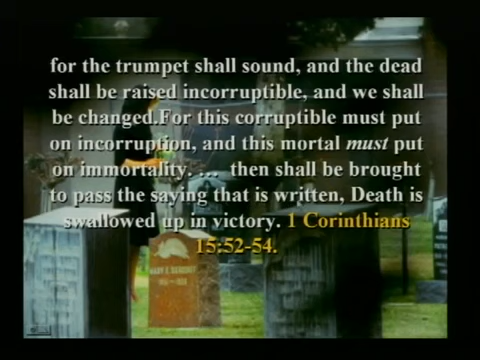 for the trumpet shall sound, and the dead
shall be raised incorruptible, and we shall
be changed.For this corruptible must put
on incorruption, and this mortal must put
on immortality. … then shall be brought
to pass the saying that is written, Death is
swallowed up in victory. 1 Corinthians
15:52-54.